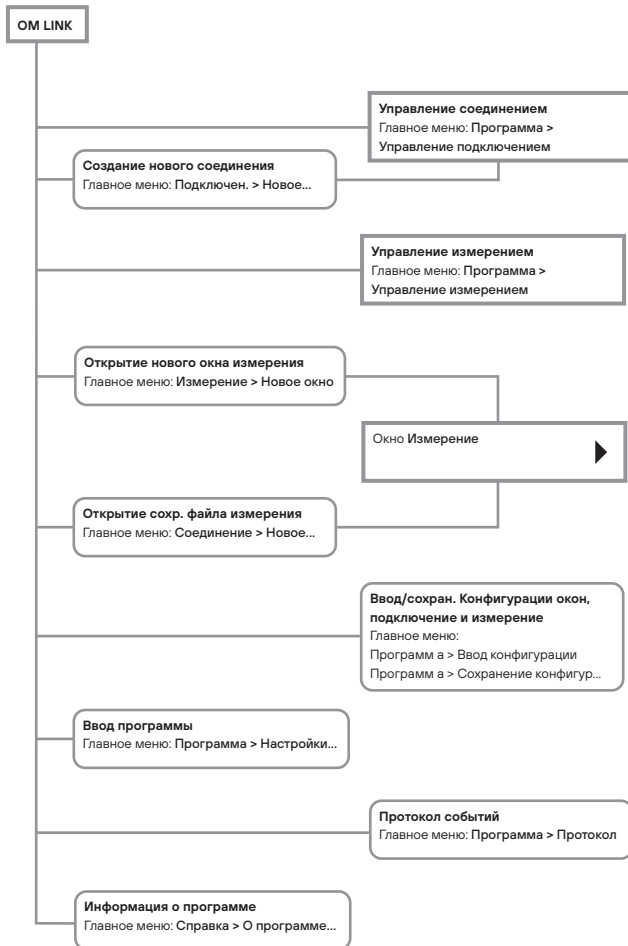 OM LINK
Управление соединением
Главное меню: Программа >
Управление подключением
Создание нового соединения
Главное меню: Подключен. > Новое...
Управление измерением
Главное меню: Программа >
Управление измерением
Открытие нового окна измерения
Главное меню: Измерение > Новое окно
Окно Измерение
Открытие сохр. файла измерения
Главное меню: Соединение > Новое...
Ввод/сохран. Конфигурации окон,
подключение и измерение
Главное меню:
Программ а > Ввод конфигурации
Программ а > Сохранение конфигур...
Ввод программы
Главное меню: Программа > Настройки...
Протокол событий
Главное меню: Программа > Протокол
Информация о программе
Главное меню: Справка > О программе...